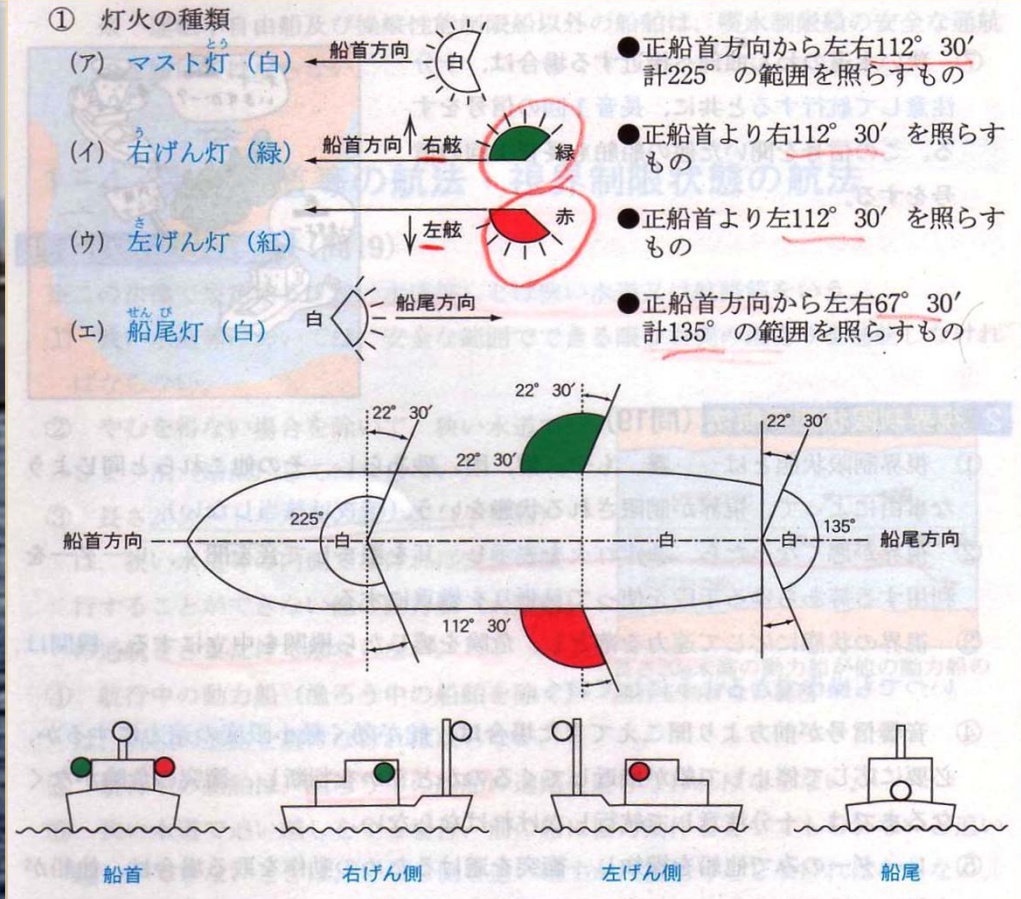 ① 灯火の種類
とう
(ア) マスト灯（白）
船首方向
白
●正船首方向から左右112°30′
計225°の範囲を照らすもの
う
(イ) 右げん灯（緑）
船首方向
右舷
緑
●正船首より右112°30′を照らす
もの
さ
(ウ) 左げん灯（紅）
左舷
赤
●正船首より左112°30′を照らす
もの
せんび
(エ) 船尾灯（白）
白
船尾方向
●正船首方向から左右67°30′
計135°の範囲を照らすもの
22°30′
22°30′
22°30′
22°30′
船首方向
225°
白
白
白
135°
船尾方向
112°30′
船首
右げん側
左げん側
船尾